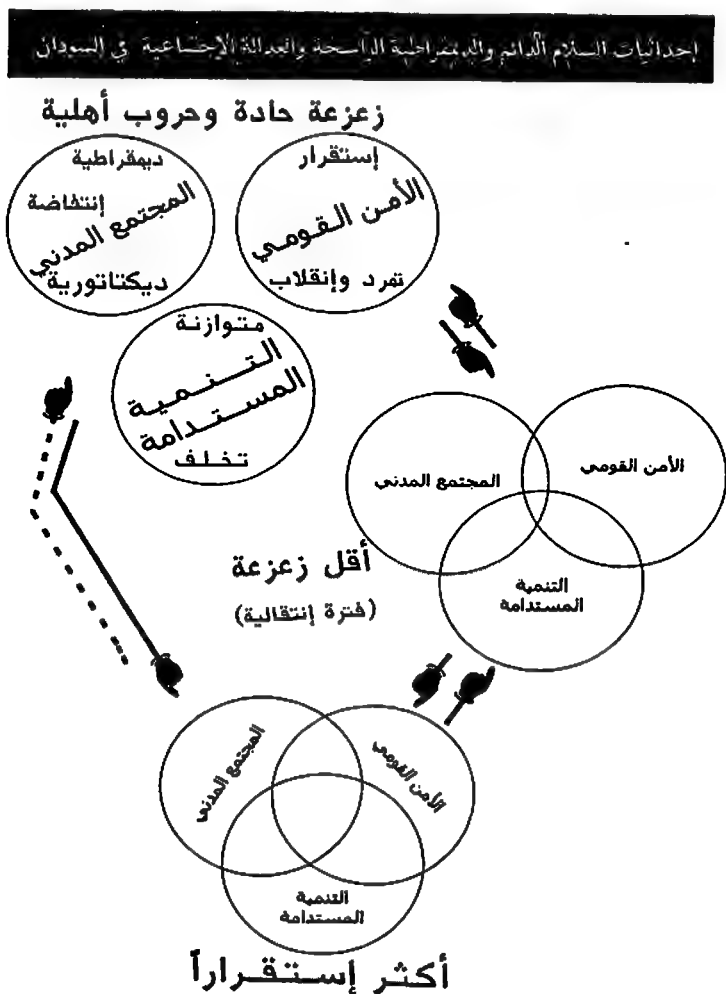 إحداثيات السلام الدائم والديمقراطية الراسخة والعدالة الإجتماعية في السودان
زعزعة حادة وحروب أهلية
إستقرار
الأمن القومي
تمرد وإنقلاب
ديمقراطية
إنتفاضة
المجتمع المدني
ديكتاتورية
متوازنة
التنمية
المستدامة
تخلف
الأمن القومي
المجتمع المدني
التنمية
المستدامة
أقل زعزعة
(فترة إنتقالية)
المجتمع المدني
الأمن القومي
التنمية
المستدامة
أكثر إستقراراً